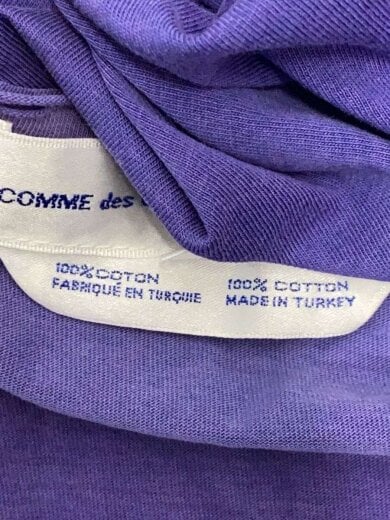 COMME des
100% COTON
FABRIQUÉ EN TURQUIE
100% COTTON
MADE IN TURKEY